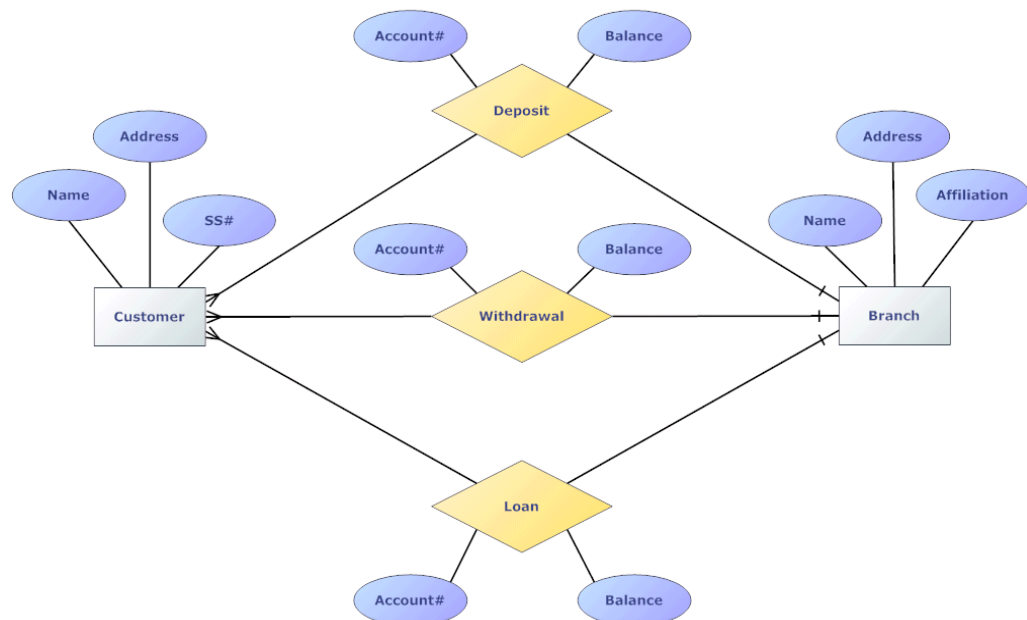 Account#
Balance
Deposit
Address
Address
Name
Affiliation
SS#
Name
Account#
Balance
Customer
Withdrawal
Branch
Loan
Account#
Balance